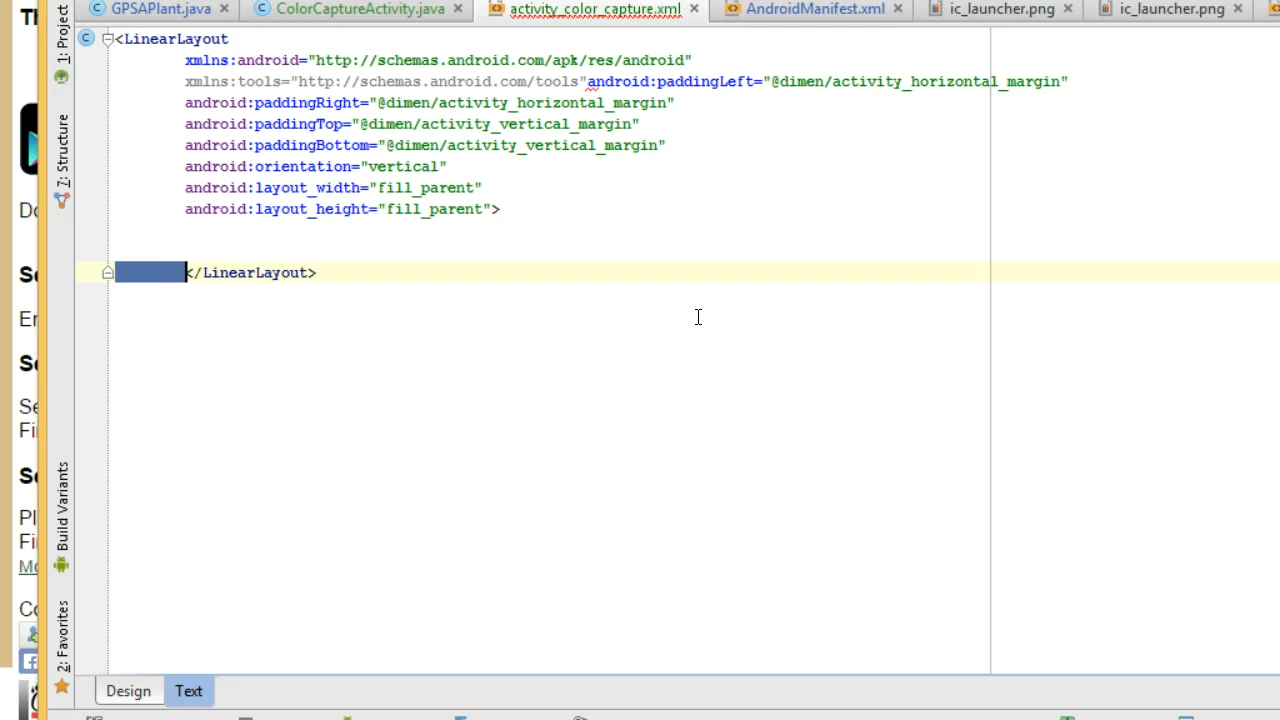 GPSAPlant.java
ColorCaptureActivity.java
activity_color_capture.xml
AndroidManifest.xml
ic_launcher.png
ic_launcher.png
1: Project
7: Structure
Build Variants
2: Favorites
<LinearLayout
xmlns:android="http://schemas.android.com/apk/res/android"
xmlns:tools="http://schemas.android.com/tools"android:paddingLeft="@dimen/activity_horizontal_margin"
android:paddingRight="@dimen/activity_horizontal_margin"
android:paddingTop="@dimen/activity_vertical_margin"
android:paddingBottom="@dimen/activity_vertical_margin"
android:orientation="vertical"
android:layout_width="fill_parent"
android:layout_height="fill_parent">
</LinearLayout>
Design
Text